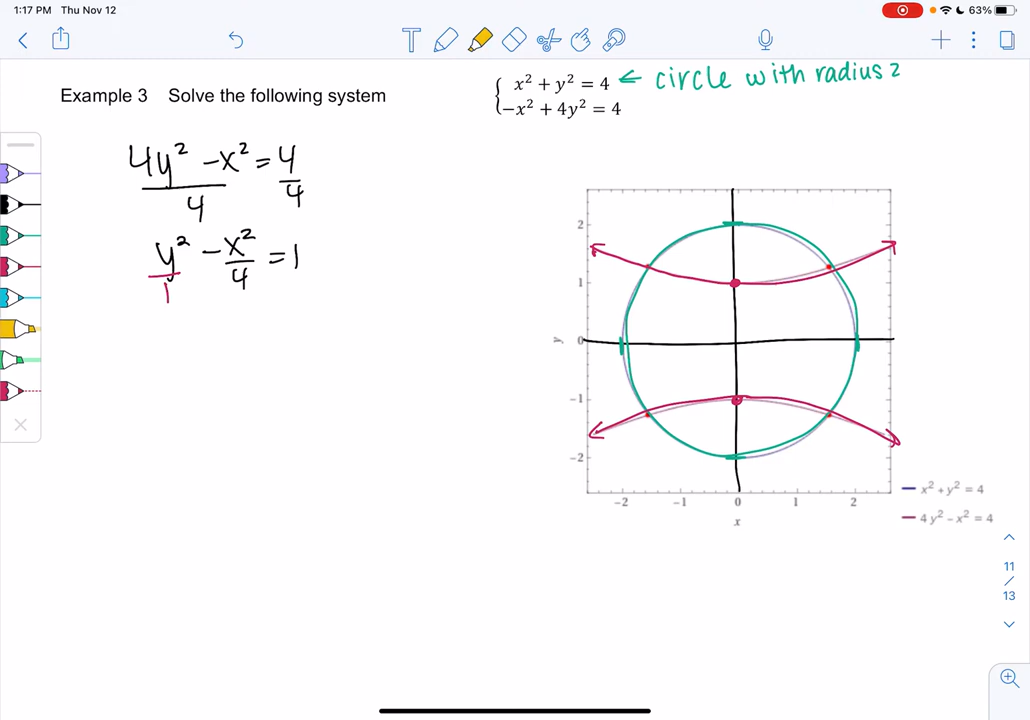 1:17 PM Thu Nov 12
63%
T
Example 3 Solve the following system
x² + y² = 4 ← circle with radius 2
−x² + 4y² = 4
4y² − x² = 4
4 4
y² − x² = 1
1 4
2
1
y 0
−1
−2
−2 −1 0 1 2
x
x² + y² = 4
4 y² − x² = 4
11
/
13